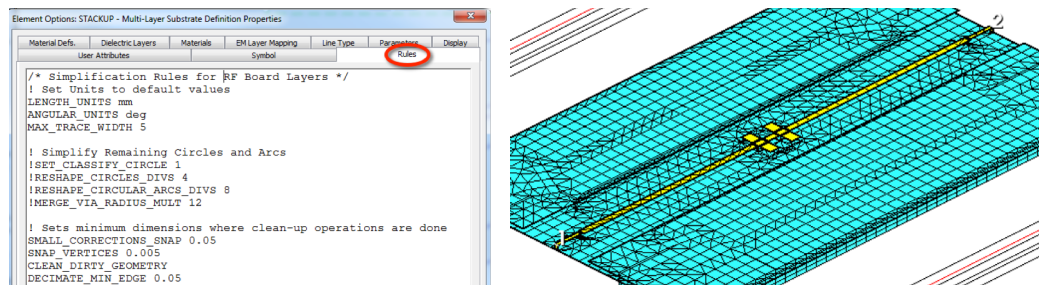 Element Options: STACKUP - Multi-Layer Substrate Definition Properties
Material Defs. Dielectric Layers Materials EM Layer Mapping Line Type Parameters Display
User Attributes Symbol Rules
/* Simplification Rules for RF Board Layers */
! Set Units to default values
LENGTH_UNITS mm
ANGULAR_UNITS deg
MAX_TRACE_WIDTH 5
! Simplify Remaining Circles and Arcs
!SET_CLASSIFY_CIRCLE 1
!RESHAPE_CIRCLES_DIVS 4
!RESHAPE_CIRCULAR_ARCS_DIVS 8
!MERGE_VIA_RADIUS_MULT 12
! Sets minimum dimensions where clean-up operations are done
SMALL_CORRECTIONS_SNAP 0.05
SNAP_VERTICES 0.005
CLEAN_DIRTY_GEOMETRY
DECIMATE_MIN_EDGE 0.05
2
1